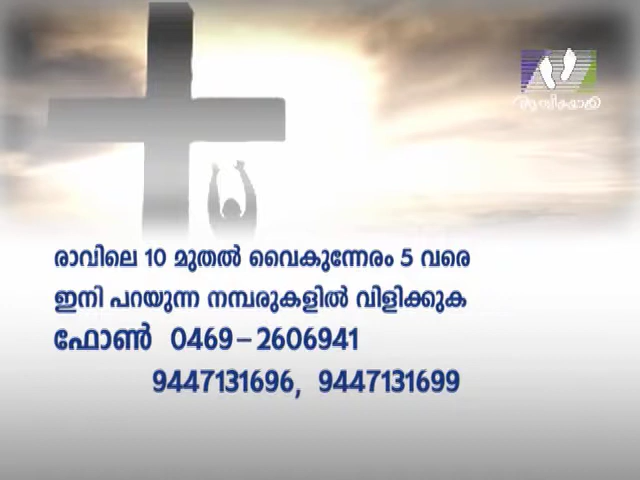 രാവിലെ 10 മുതൽ വൈകുന്നേരം 5 വരെ
ഇനി പറയുന്ന നമ്പരുകളിൽ വിളിക്കുക
ഫോൺ 0469-2606941
9447131696, 9447131699